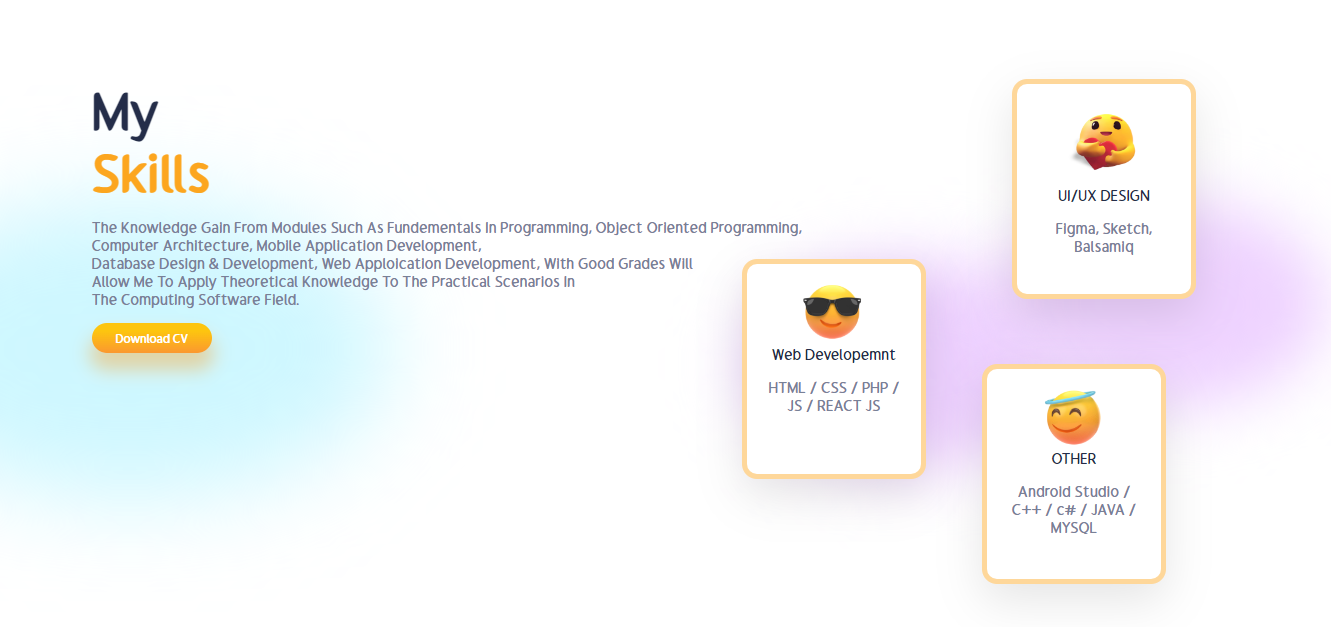 My
Skills
The Knowledge Gain From Modules Such As Fundementals In Programming, Object Oriented Programming,
Computer Architecture, Mobile Application Development,
Database Design & Development, Web Apploication Development, With Good Grades Will
Allow Me To Apply Theoretical Knowledge To The Practical Scenarios In
The Computing Software Field.
Download CV
UI/UX DESIGN
Figma, Sketch,
Balsamiq
Web Developemnt
HTML / CSS / PHP /
JS / REACT JS
OTHER
Android Studio /
C++ / c# / JAVA /
MYSQL